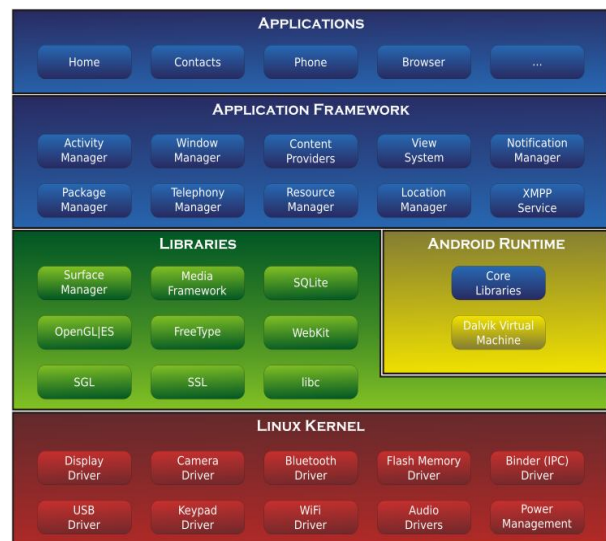 APPLICATIONS
Home Contacts Phone Browser ...
APPLICATION FRAMEWORK
Activity Manager Window Manager Content Providers View System Notification Manager
Package Manager Telephony Manager Resource Manager Location Manager XMPP Service
LIBRARIES
Surface Manager Media Framework SQLite
OpenGL|ES FreeType WebKit
SGL SSL libc
ANDROID RUNTIME
Core Libraries
Dalvik Virtual Machine
LINUX KERNEL
Display Driver Camera Driver Bluetooth Driver Flash Memory Driver Binder (IPC) Driver
USB Driver Keypad Driver WiFi Driver Audio Drivers Power Management